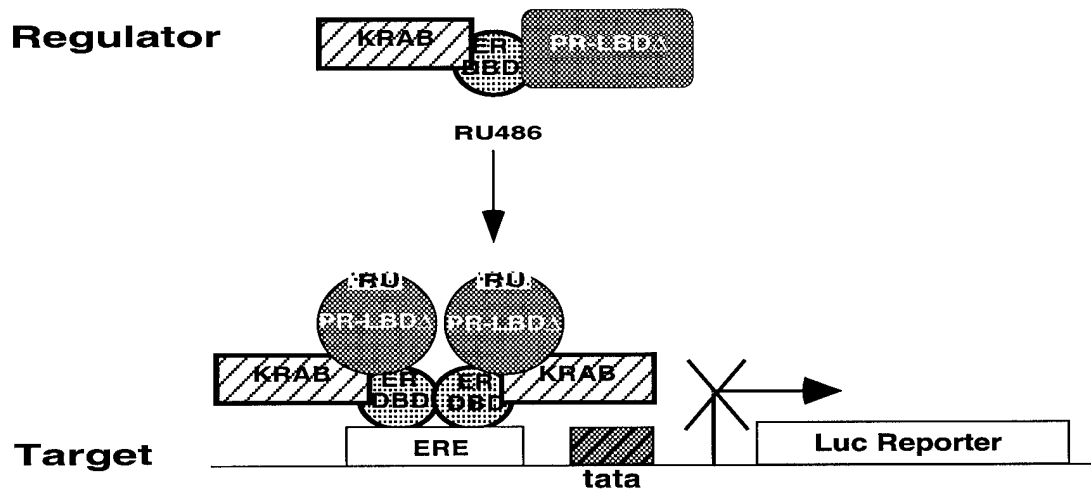 Regulator
KRAB
ER
DBD
PR-LBDΔ
RU486
RU
RU
PR-LBDΔ
PR-LBDΔ
KRAB
ER
DBD
ER
DBD
KRAB
Target
ERE
tata
Luc Reporter